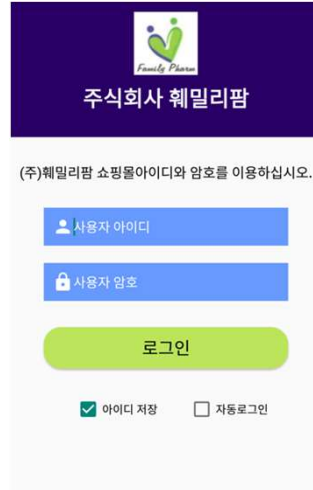 Family Pharm
주식회사 훼밀리팜
(주)훼밀리팜 쇼핑몰아이디와 암호를 이용하십시오.
사용자 아이디
사용자 암호
로그인
아이디 저장 자동로그인